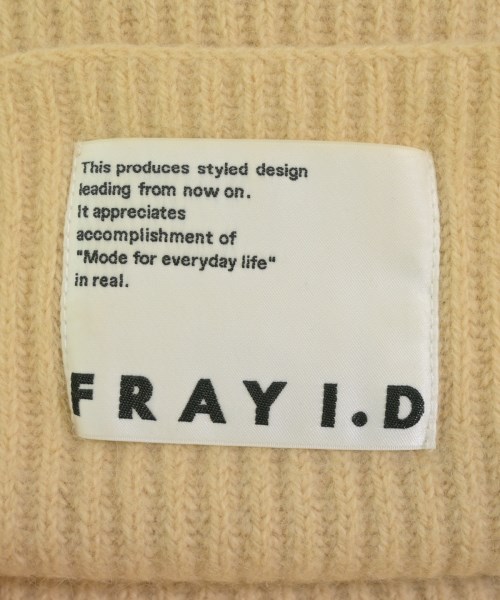 This produces styled design
leading from now on.
It appreciates
accomplishment of
"Mode for everyday life"
in real.
FRAY I.D